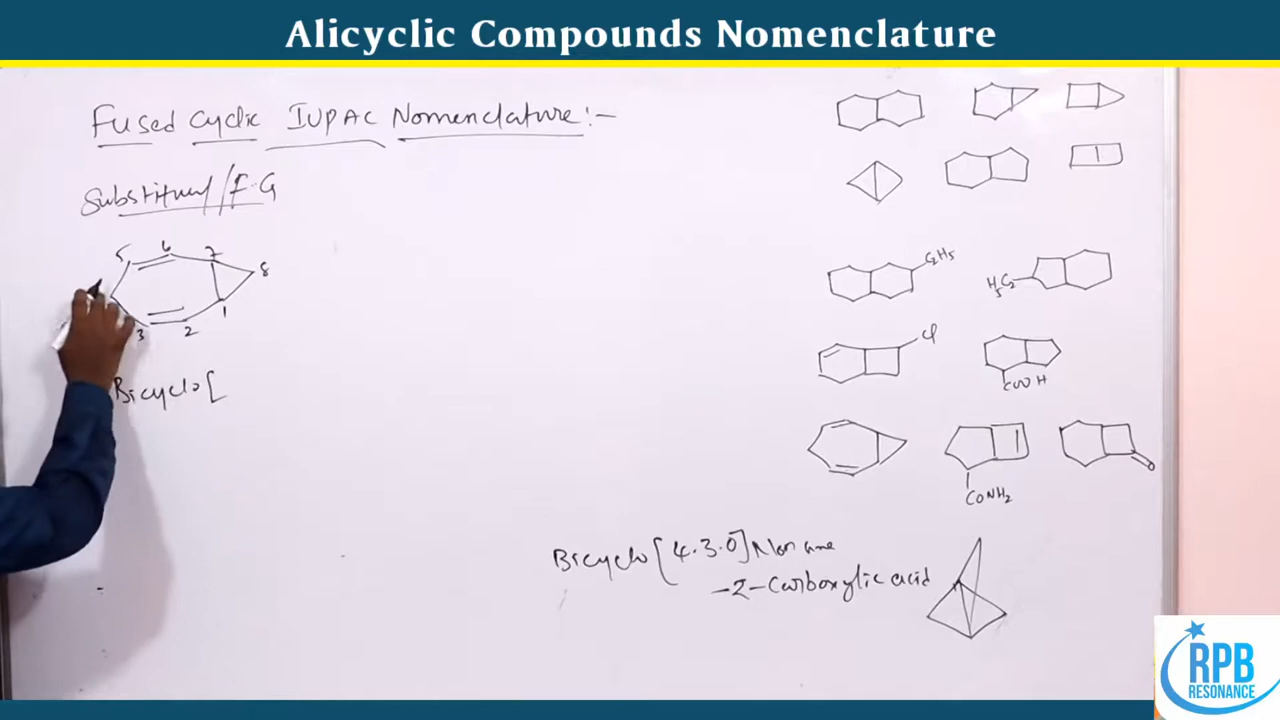 Alicyclic Compounds Nomenclature
Fused Cyclic IUPAC Nomenclature:-
Substituent/F.G
5 6 7
8
3 2 1
Bicyclo[
C2H5
H5C2
Cl
COOH
CONH2
O
Bicyclo[4.3.0]Nonane
-2-Carboxylic acid
RPB
RESONANCE